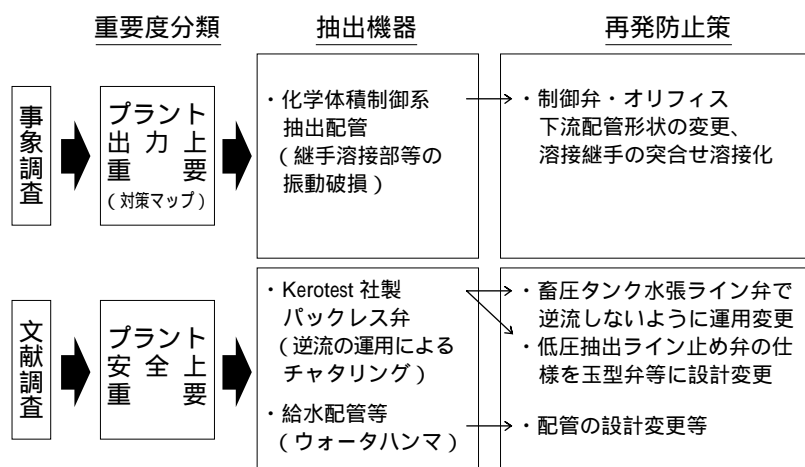 重要度分類
抽出機器
再発防止策
事象調査
プラント
出力上
重要
(対策マップ)
・化学体積制御系
抽出配管
(継手溶接部等の
振動破損)
・制御弁・オリフィス
下流配管形状の変更、
溶接継手の突合せ溶接化
文献調査
プラント
安全上
重要
・Kerotest 社製
パックレス弁
(逆流の運用による
チャタリング)
・給水配管等
(ウォータハンマ)
・畜圧タンク水張ライン弁で
逆流しないように運用変更
・低圧抽出ライン止め弁の仕
様を玉型弁等に設計変更
・配管の設計変更等